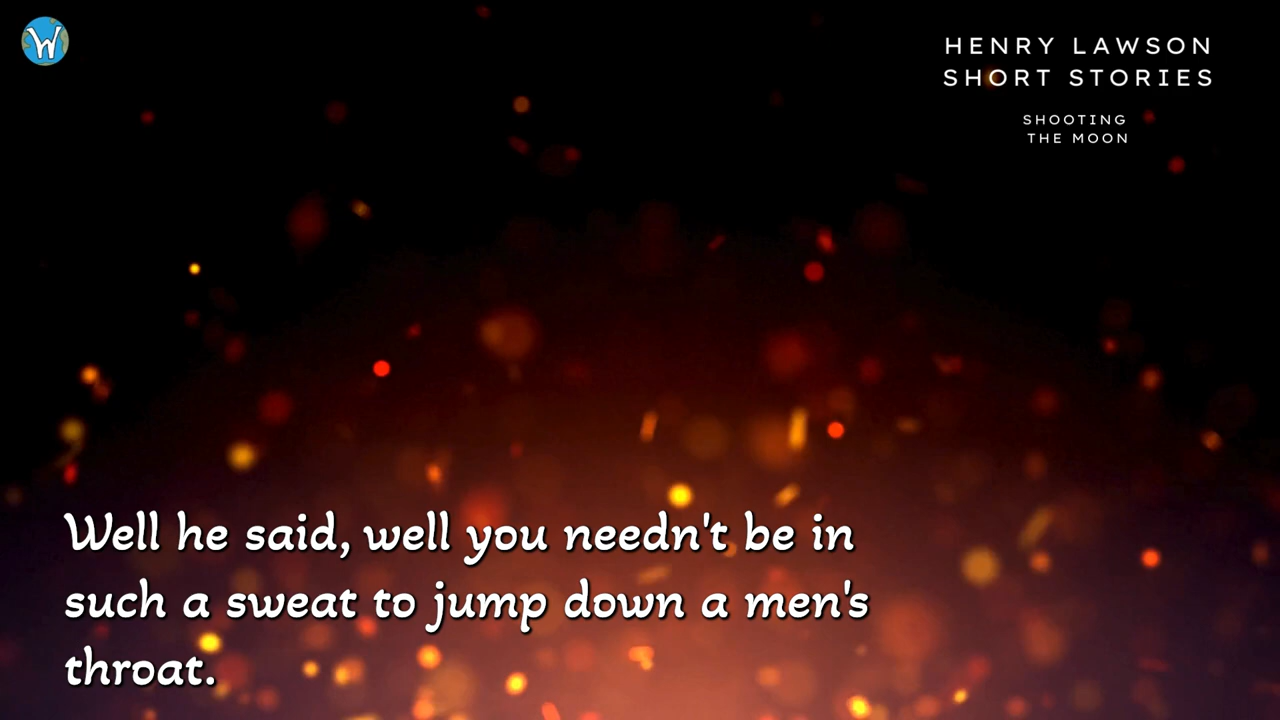 W
HENRY LAWSON
SHORT STORIES
SHOOTING
THE MOON
Well he said, well you needn't be in
such a sweat to jump down a men's
throat.